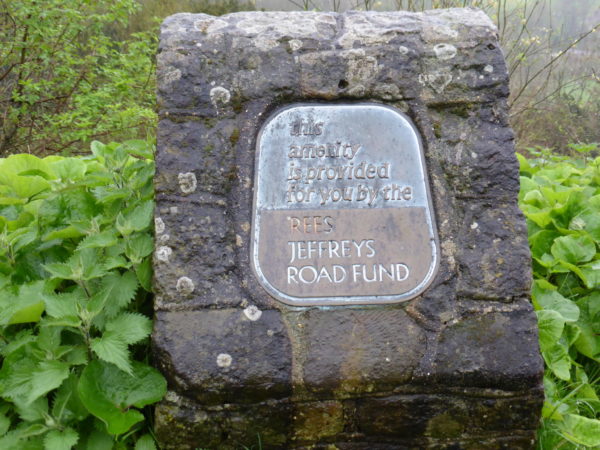 this
amenity
is provided
for you by the
REES
JEFFREYS
ROAD FUND